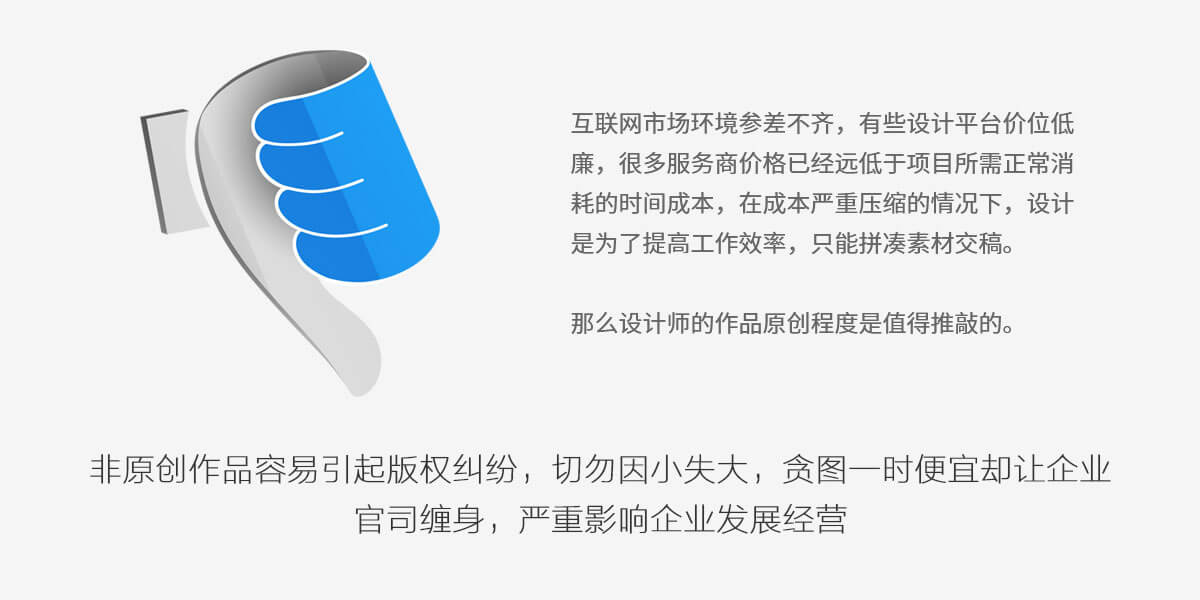 互联网市场环境参差不齐，有些设计平台价位低
廉，很多服务商价格已经远低于项目所需正常消
耗的时间成本，在成本严重压缩的情况下，设计
是为了提高工作效率，只能拼凑素材交稿。
那么设计师的作品原创程度是值得推敲的。
非原创作品容易引起版权纠纷，切勿因小失大，贪图一时便宜却让企业
官司缠身，严重影响企业发展经营